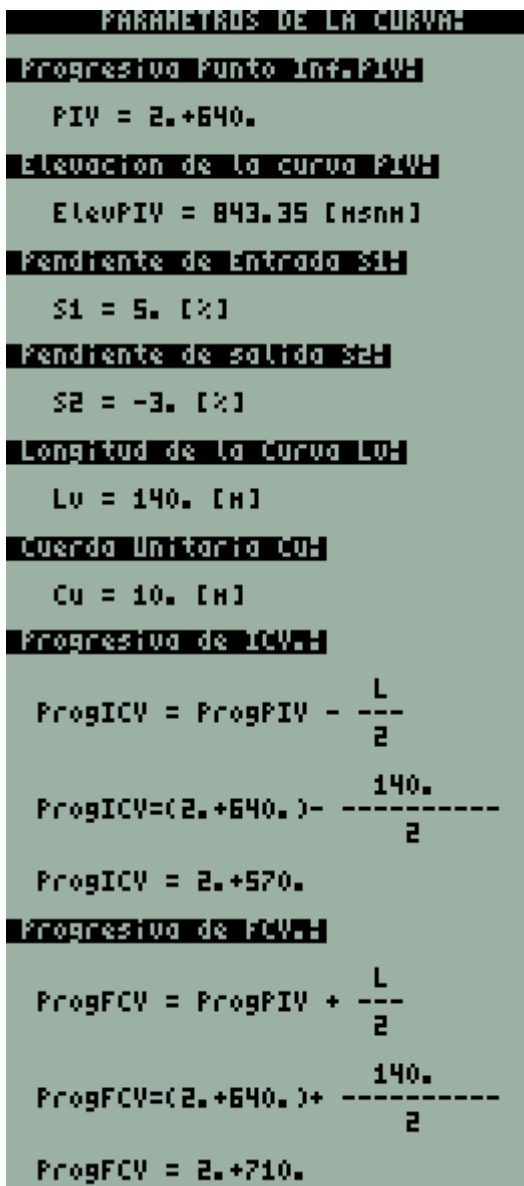 PARAMETROS DE LA CURVA:
Progresiva Punto Inf.PIV:
PIV = 2.+640.
Elevacion de la curva PIV:
ElevPIV = 843.35 [msnm]
Pendiente de Entrada S1:
S1 = 5. [%]
Pendiente de salida S2:
S2 = -3. [%]
Longitud de la Curva Lv:
Lv = 140. [m]
Cuerda Unitaria Cu:
Cu = 10. [m]
Progresiva de ICV.:
L
ProgICV = ProgPIV - ---
2
140.
ProgICV=(2.+640.)- ----------
2
ProgICV = 2.+570.
Progresiva de FCV.:
L
ProgFCV = ProgPIV + ---
2
140.
ProgFCV=(2.+640.)+ ----------
2
ProgFCV = 2.+710.